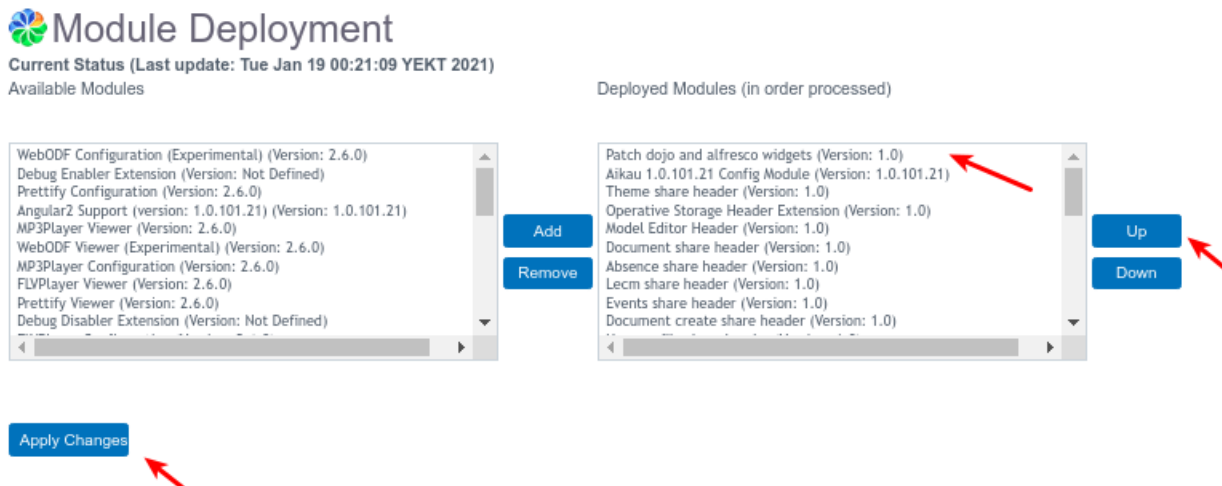 Module Deployment
Current Status (Last update: Tue Jan 19 00:21:09 YEKT 2021)
Available Modules
WebODF Configuration (Experimental) (Version: 2.6.0)
Debug Enabler Extension (Version: Not Defined)
Prettify Configuration (Version: 2.6.0)
Angular2 Support (version: 1.0.101.21) (Version: 1.0.101.21)
MP3Player Viewer (Version: 2.6.0)
WebODF Viewer (Experimental) (Version: 2.6.0)
MP3Player Configuration (Version: 2.6.0)
FLVPlayer Viewer (Version: 2.6.0)
Prettify Viewer (Version: 2.6.0)
Debug Disabler Extension (Version: Not Defined)
Add
Remove
Deployed Modules (in order processed)
Patch dojo and alfresco widgets (Version: 1.0)
Aikau 1.0.101.21 Config Module (Version: 1.0.101.21)
Theme share header (Version: 1.0)
Operative Storage Header Extension (Version: 1.0)
Model Editor Header (Version: 1.0)
Document share header (Version: 1.0)
Absence share header (Version: 1.0)
Lecm share header (Version: 1.0)
Events share header (Version: 1.0)
Document create share header (Version: 1.0)
Up
Down
Apply Changes